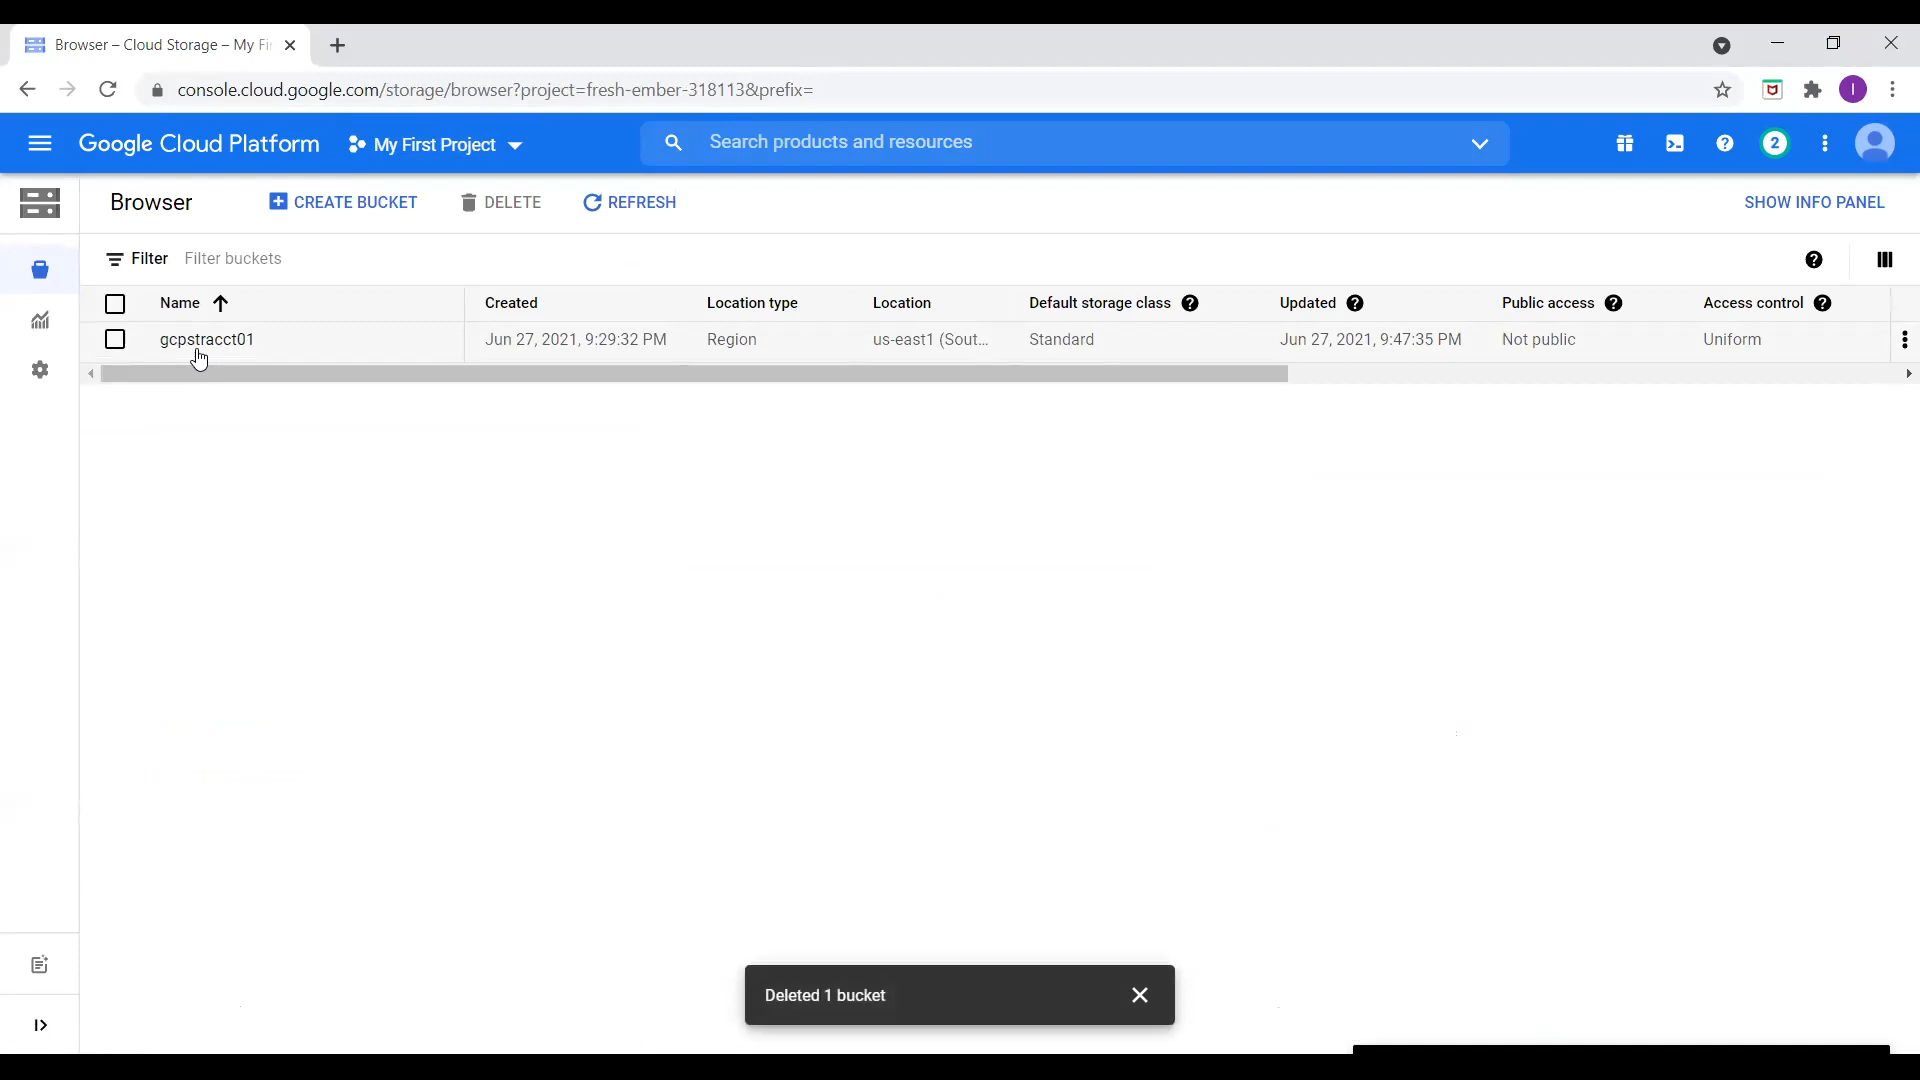 Browser – Cloud Storage – My Fi
console.cloud.google.com/storage/browser?project=fresh-ember-318113&prefix=
I
Google Cloud Platform My First Project Search products and resources 2
Browser CREATE BUCKET DELETE REFRESH SHOW INFO PANEL
Filter Filter buckets
Name Created Location type Location Default storage class Updated Public access Access control
gcpstracct01 Jun 27, 2021, 9:29:32 PM Region us-east1 (Sout... Standard Jun 27, 2021, 9:47:35 PM Not public Uniform
Deleted 1 bucket